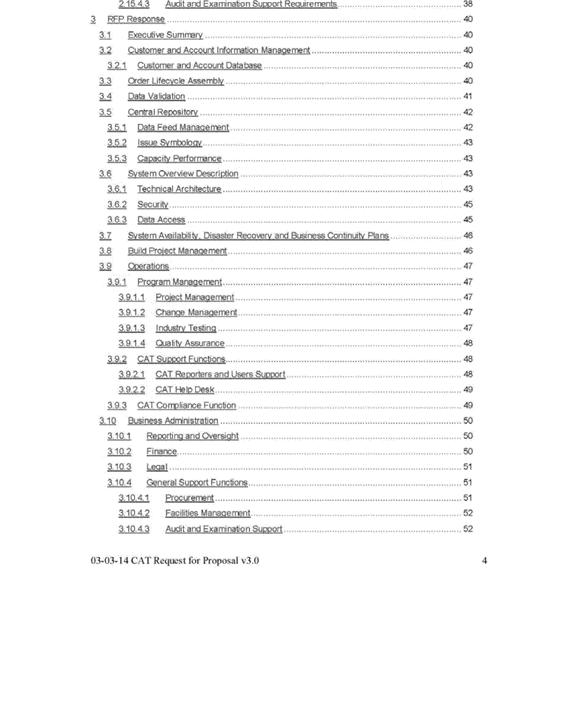 2.15.4.3 Audit and Examination Support Requirements 38
3 RFP Response 40
3.1 Executive Summary 40
3.2 Customer and Account Information Management 40
3.2.1 Customer and Account Database 40
3.3 Order Lifecycle Assembly 40
3.4 Data Validation 41
3.5 Central Repository 42
3.5.1 Data Feed Management 42
3.5.2 Issue Symbology 43
3.5.3 Capacity Performance 43
3.6 System Overview Description 43
3.6.1 Technical Architecture 43
3.6.2 Security 45
3.6.3 Data Access 45
3.7 System Availability, Disaster Recovery and Business Continuity Plans 46
3.8 Build Project Management 46
3.9 Operations 47
3.9.1 Program Management 47
3.9.1.1 Project Management 47
3.9.1.2 Change Management 47
3.9.1.3 Industry Testing 47
3.9.1.4 Quality Assurance 48
3.9.2 CAT Support Functions 48
3.9.2.1 CAT Reporters and Users Support 48
3.9.2.2 CAT Help Desk 49
3.9.3 CAT Compliance Function 49
3.10 Business Administration 50
3.10.1 Reporting and Oversight 50
3.10.2 Finance 50
3.10.3 Legal 51
3.10.4 General Support Functions 51
3.10.4.1 Procurement 51
3.10.4.2 Facilities Management 52
3.10.4.3 Audit and Examination Support 52
03-03-14 CAT Request for Proposal v3.0 4